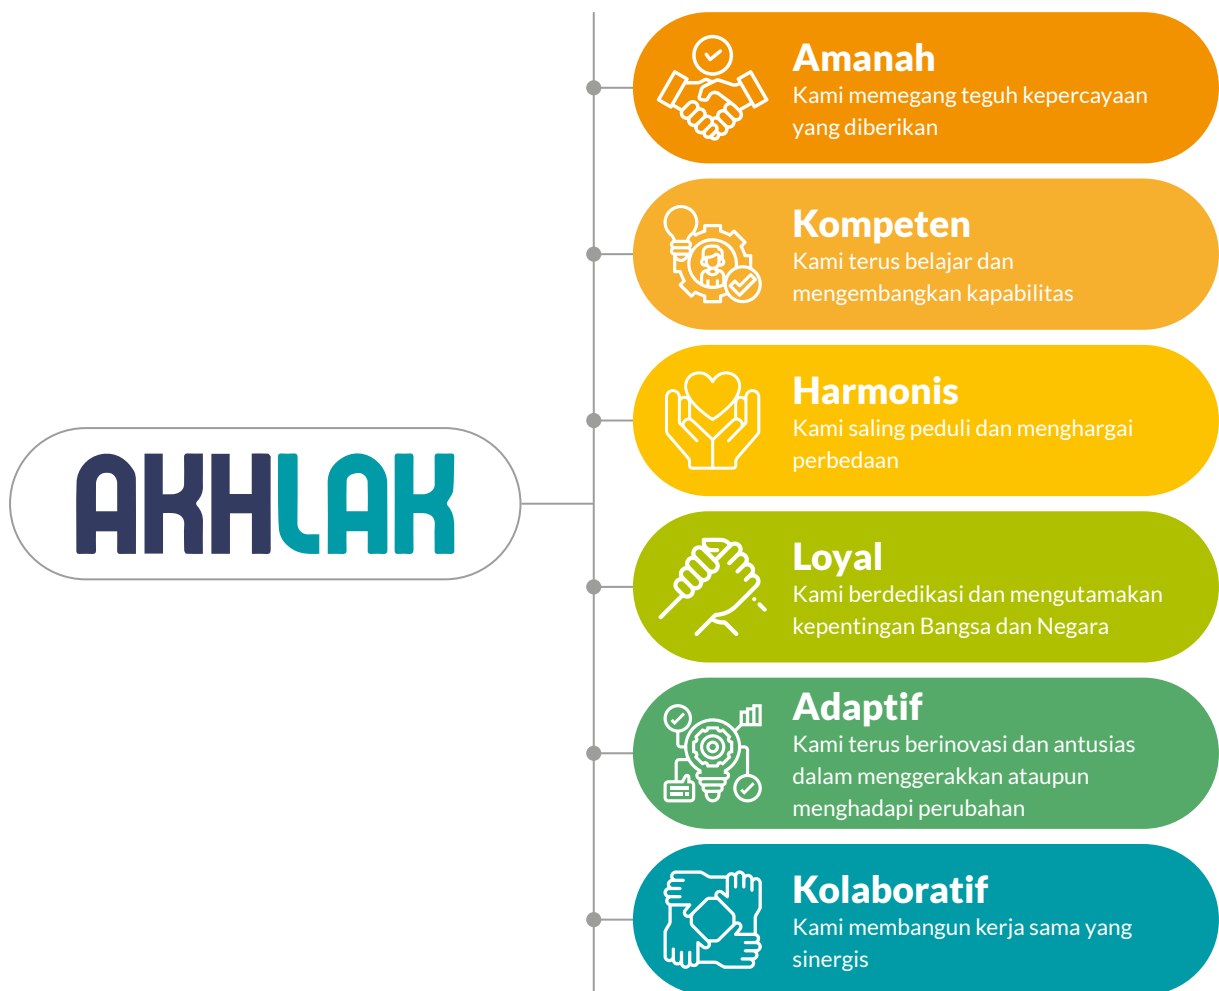 AKHLAK
Amanah
Kami memegang teguh kepercayaan
yang diberikan
Kompeten
Kami terus belajar dan
mengembangkan kapabilitas
Harmonis
Kami saling peduli dan menghargai
perbedaan
Loyal
Kami berdedikasi dan mengutamakan
kepentingan Bangsa dan Negara
Adaptif
Kami terus berinovasi dan antusias
dalam menggerakkan ataupun
menghadapi perubahan
Kolaboratif
Kami membangun kerja sama yang
sinergis